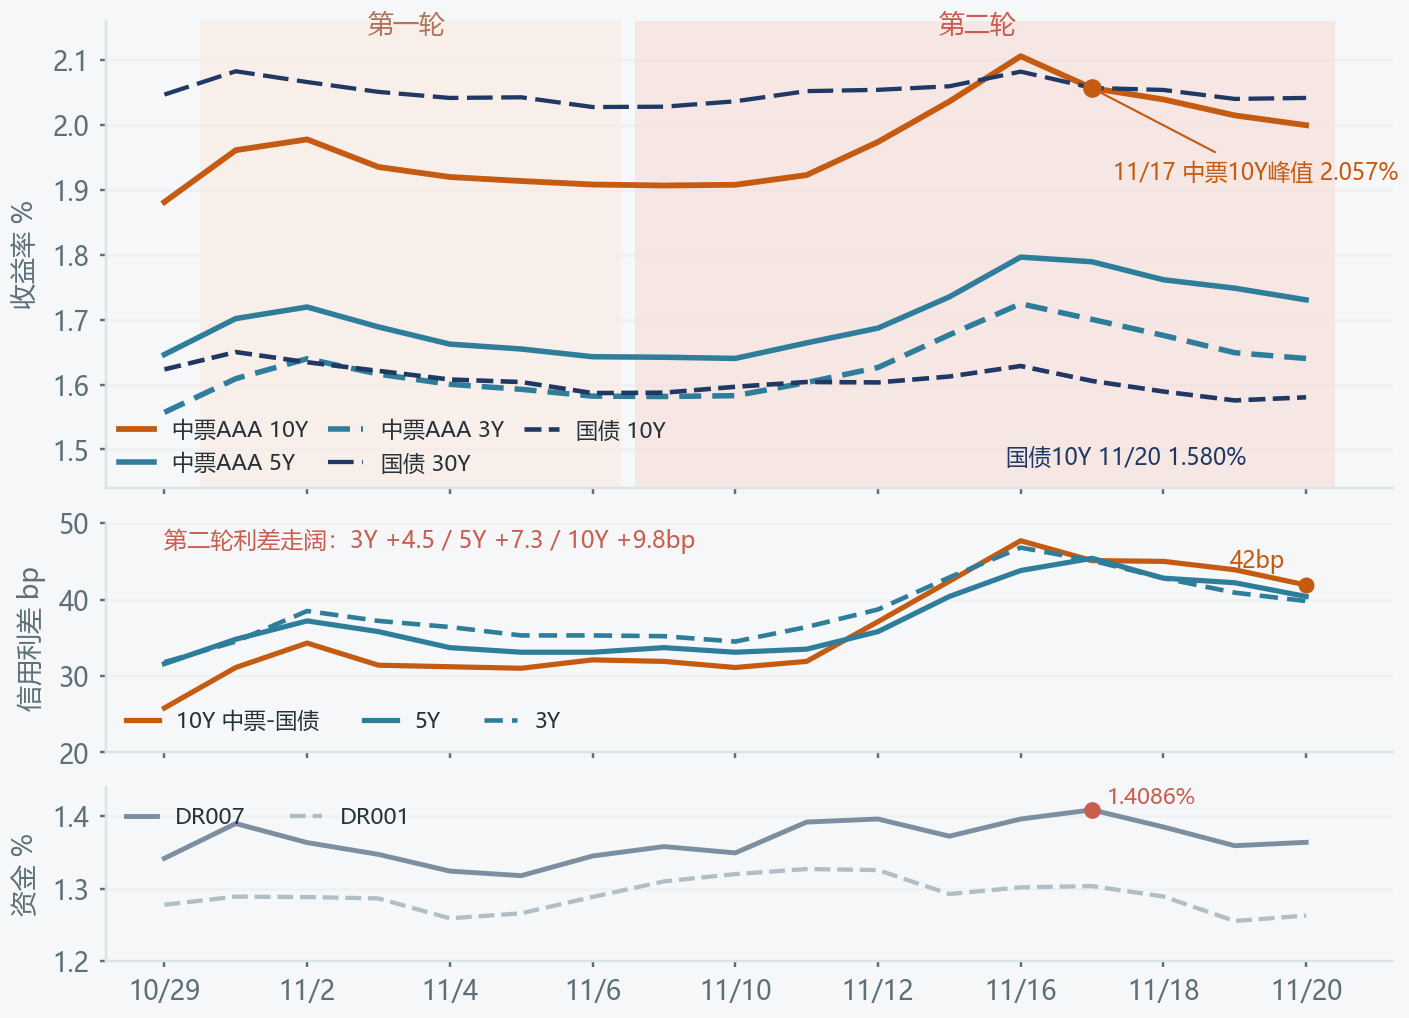 第一轮
第二轮
2.1
2.0
1.9
1.8
1.7
1.6
1.5
收益率 %
11/17 中票10Y峰值 2.057%
中票AAA 10Y
中票AAA 3Y
国债 10Y
中票AAA 5Y
国债 30Y
国债10Y 11/20 1.580%
50
40
30
20
信用利差 bp
第二轮利差走阔：3Y +4.5 / 5Y +7.3 / 10Y +9.8bp
42bp
10Y 中票-国债
5Y
3Y
1.4
1.3
1.2
资金 %
DR007
DR001
1.4086%
10/29
11/2
11/4
11/6
11/10
11/12
11/16
11/18
11/20